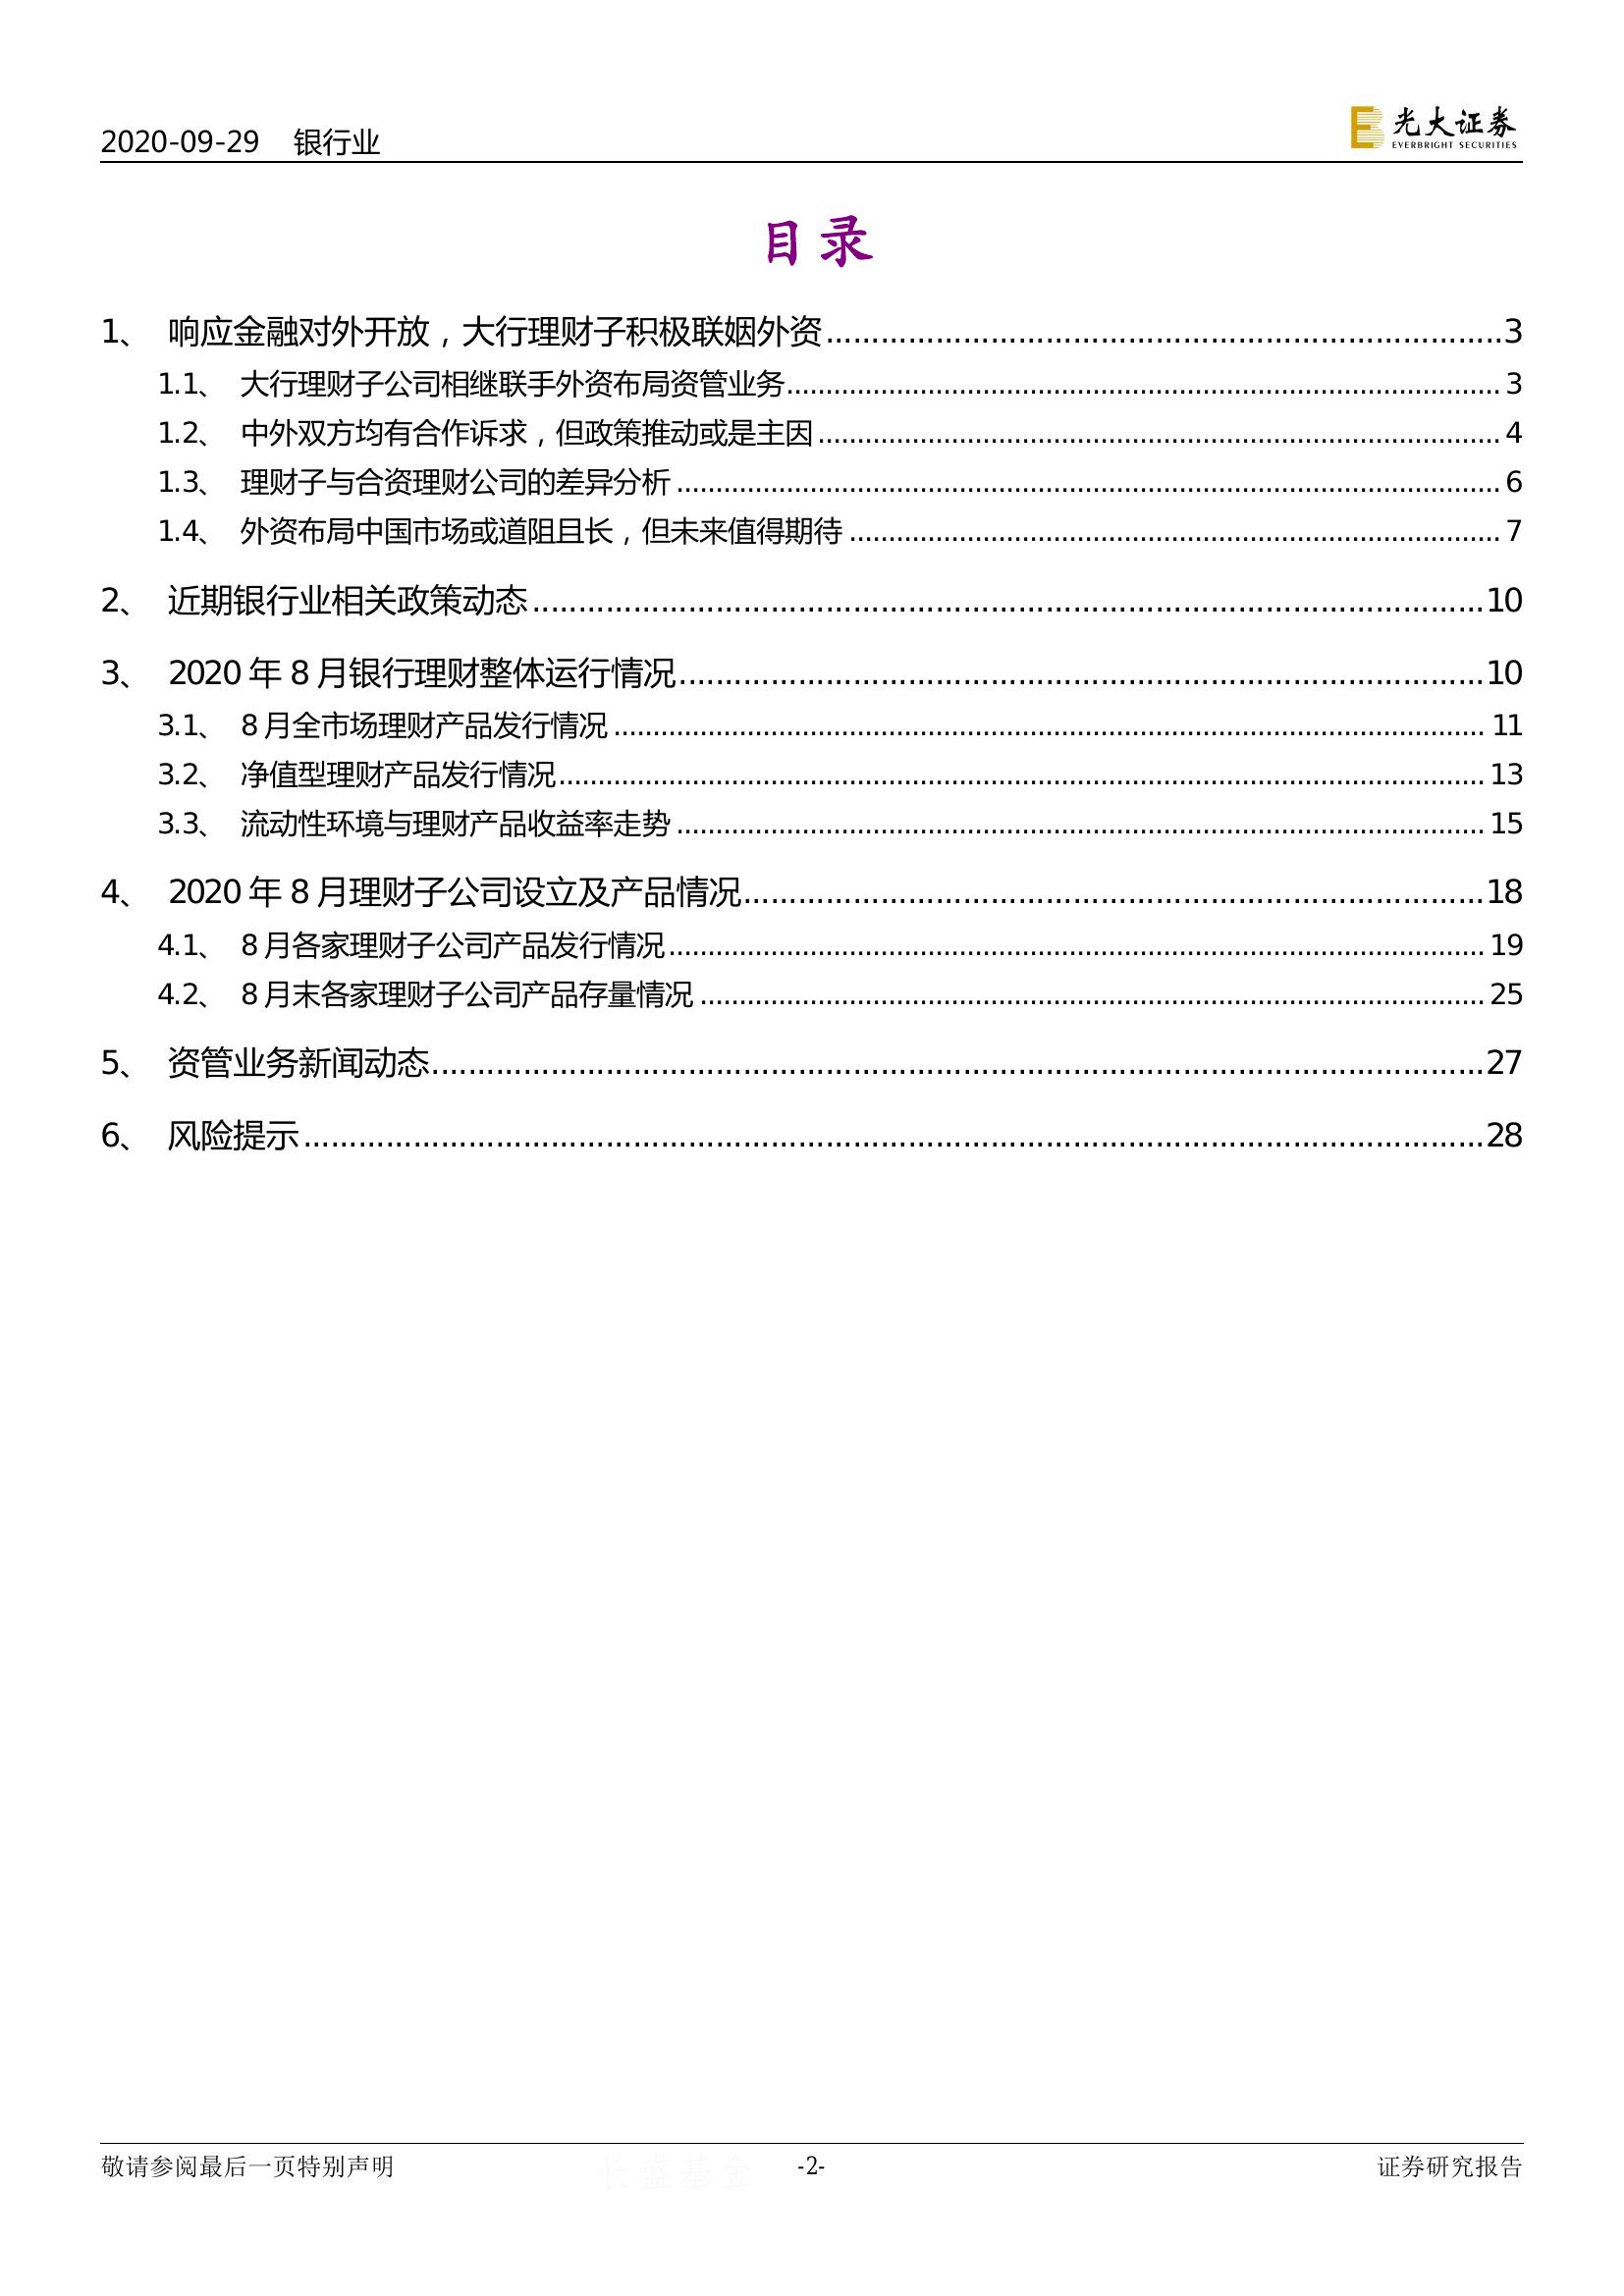 2020-09-29 银行业
光大证券
EVERBRIGHT SECURITIES
目录
1、 响应金融对外开放，大行理财子积极联姻外资........................................3
1.1、 大行理财子公司相继联手外资布局资管业务........................................ 3
1.2、 中外双方均有合作诉求，但政策推动或是主因........................................ 4
1.3、 理财子与合资理财公司的差异分析........................................ 6
1.4、 外资布局中国市场或道阻且长，但未来值得期待........................................ 7
2、 近期银行业相关政策动态........................................10
3、 2020 年 8 月银行理财整体运行情况........................................10
3.1、 8 月全市场理财产品发行情况........................................ 11
3.2、 净值型理财产品发行情况........................................ 13
3.3、 流动性环境与理财产品收益率走势........................................ 15
4、 2020 年 8 月理财子公司设立及产品情况........................................18
4.1、 8 月各家理财子公司产品发行情况........................................ 19
4.2、 8 月末各家理财子公司产品存量情况........................................ 25
5、 资管业务新闻动态........................................27
6、 风险提示........................................28
敬请参阅最后一页特别声明 长盛基金 -2- 证券研究报告